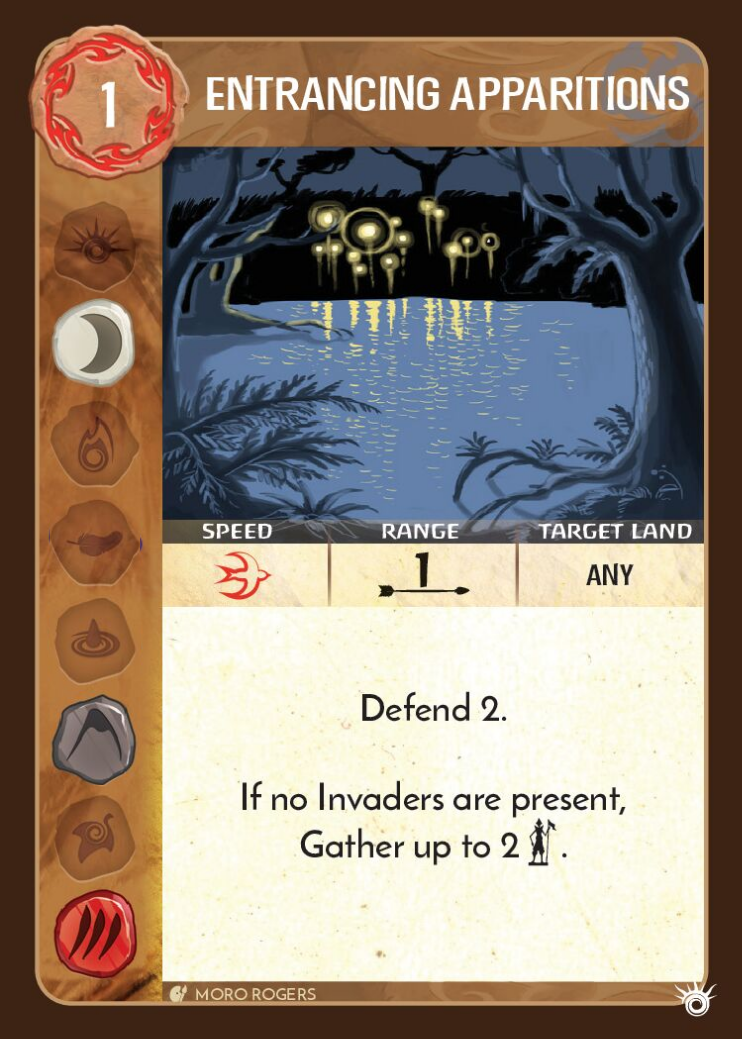 1
ENTRANCING APPARITIONS
SPEED RANGE TARGET LAND
1 ANY
Defend 2.
If no Invaders are present,
Gather up to 2 .
MORO ROGERS